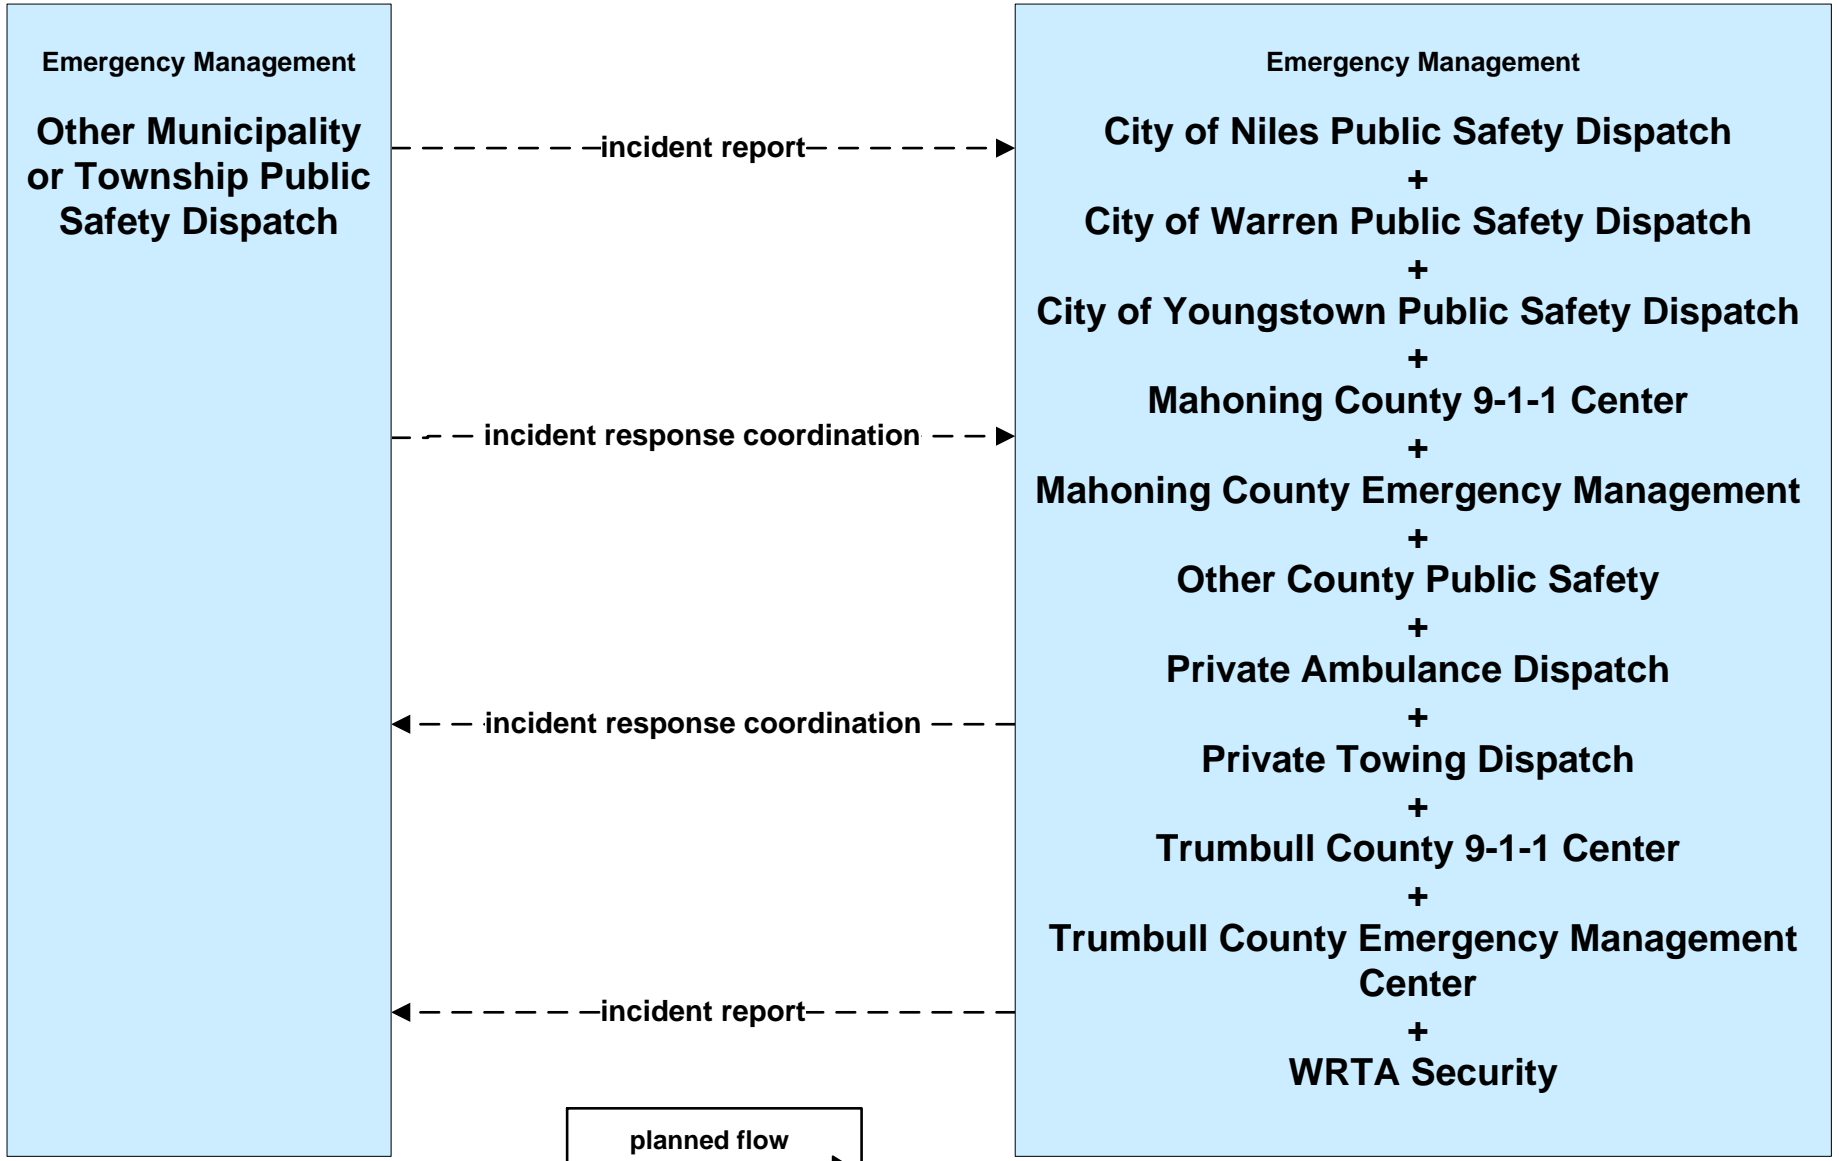 Emergency Management
Other Municipality
or Township Public
Safety Dispatch
incident report
incident response coordination
incident response coordination
incident report
Emergency Management
City of Niles Public Safety Dispatch
+
City of Warren Public Safety Dispatch
+
City of Youngstown Public Safety Dispatch
+
Mahoning County 9-1-1 Center
+
Mahoning County Emergency Management
+
Other County Public Safety
+
Private Ambulance Dispatch
+
Private Towing Dispatch
+
Trumbull County 9-1-1 Center
+
Trumbull County Emergency Management
Center
+
WRTA Security
planned flow